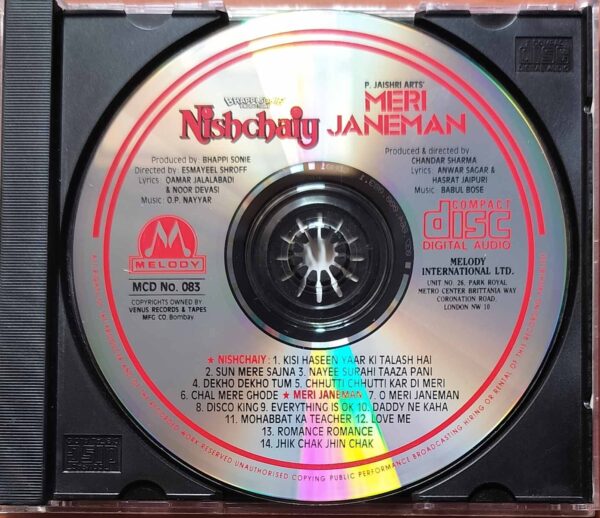 BHAPPI SONIE
Nishchaiy
P. JAISHRI ARTS'
MERI
JANEMAN
Produced by: BHAPPI SONIE
Directed by: ESMAYEEL SHROFF
Lyrics: QAMAR JALALABADI
& NOOR DEVASI
Music: O.P. NAYYAR
Produced & directed by
CHANDAR SHARMA
Lyrics: ANWAR SAGAR &
HASRAT JAIPURI
Music: BABUL BOSE
MELODY
MCD No. 083
COPYRIGHTS OWNED BY
VENUS RECORDS & TAPES
MFG CO. Bombay.
COMPACT
disc
DIGITAL AUDIO
MELODY
INTERNATIONAL LTD.
UNIT NO. 26, PARK ROYAL
METRO CENTER BRITTANIA WAY
CORONATION ROAD,
LONDON NW 10
★ NISHCHAIY: 1. KISI HASEEN YAAR KI TALASH HAI
2. SUN MERE SAJNA 3. NAYEE SURAHI TAAZA PANI
4. DEKHO DEKHO TUM 5. CHHUTTI CHHUTTI KAR DI MERI
6. CHAL MERE GHODE ★ MERI JANEMAN 7. O MERI JANEMAN
8. DISCO KING 9. EVERYTHING IS OK 10. DADDY NE KAHA
11. MOHABBAT KA TEACHER 12. LOVE ME
13. ROMANCE ROMANCE
14. JHIK CHAK JHIN CHAK
WORK RESERVED UNAUTHORISED COPYING PUBLIC PERFORMANCE BROADCASTING HIRING OR RENTAL OF THIS RECORDING